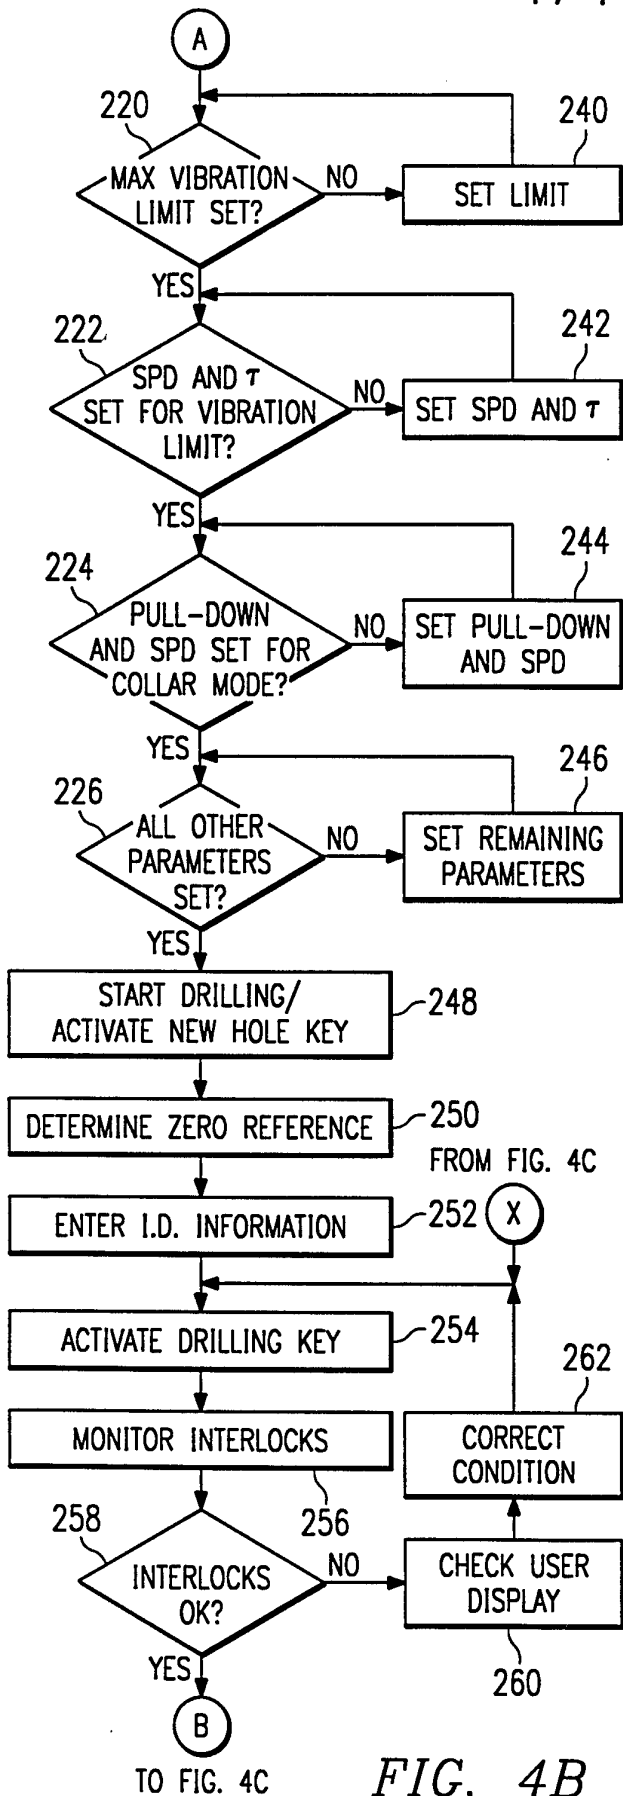 A
220
240
MAX VIBRATION
LIMIT SET?
NO
SET LIMIT
YES
222
242
SPD AND τ
SET FOR VIBRATION
LIMIT?
NO
SET SPD AND τ
YES
224
244
PULL-DOWN
AND SPD SET FOR
COLLAR MODE?
NO
SET PULL-DOWN
AND SPD
YES
226
246
ALL OTHER
PARAMETERS
SET?
NO
SET REMAINING
PARAMETERS
YES
START DRILLING/
ACTIVATE NEW HOLE KEY
248
DETERMINE ZERO REFERENCE
250
FROM FIG. 4C
ENTER I.D. INFORMATION
252
X
ACTIVATE DRILLING KEY
254
262
MONITOR INTERLOCKS
256
CORRECT
CONDITION
258
INTERLOCKS
OK?
NO
CHECK USER
DISPLAY
260
YES
B
TO FIG. 4C
FIG. 4B